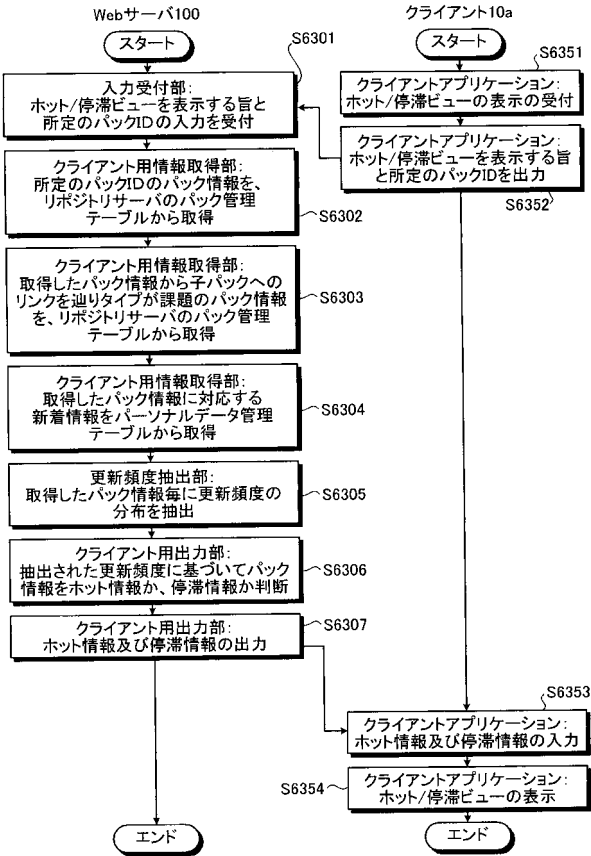 Webサーバ100
スタート
S6301
入力受付部:
ホット/停滞ビューを表示する旨と
所定のパックIDの入力を受付
クライアント用情報取得部:
所定のパックIDのパック情報を、
リポジトリサーバのパック管理
テーブルから取得
S6302
クライアント用情報取得部:
取得したパック情報から子パックへの
リンクを辿りタイプが課題のパック情報
を、リポジトリサーバのパック管理
テーブルから取得
S6303
クライアント用情報取得部:
取得したパック情報に対応する
新着情報をパーソナルデータ管理
テーブルから取得
S6304
更新頻度抽出部:
取得したパック情報毎に更新頻度の
分布を抽出
S6305
クライアント用出力部:
抽出された更新頻度に基づいてパック
情報をホット情報か、停滞情報か判断
S6306
クライアント用出力部:
ホット情報及び停滞情報の出力
S6307
エンド
クライアント10a
スタート
S6351
クライアントアプリケーション:
ホット/停滞ビューの表示の受付
クライアントアプリケーション:
ホット/停滞ビューを表示する旨
と所定のパックIDを出力
S6352
S6353
クライアントアプリケーション:
ホット情報及び停滞情報の入力
S6354
クライアントアプリケーション:
ホット/停滞ビューの表示
エンド